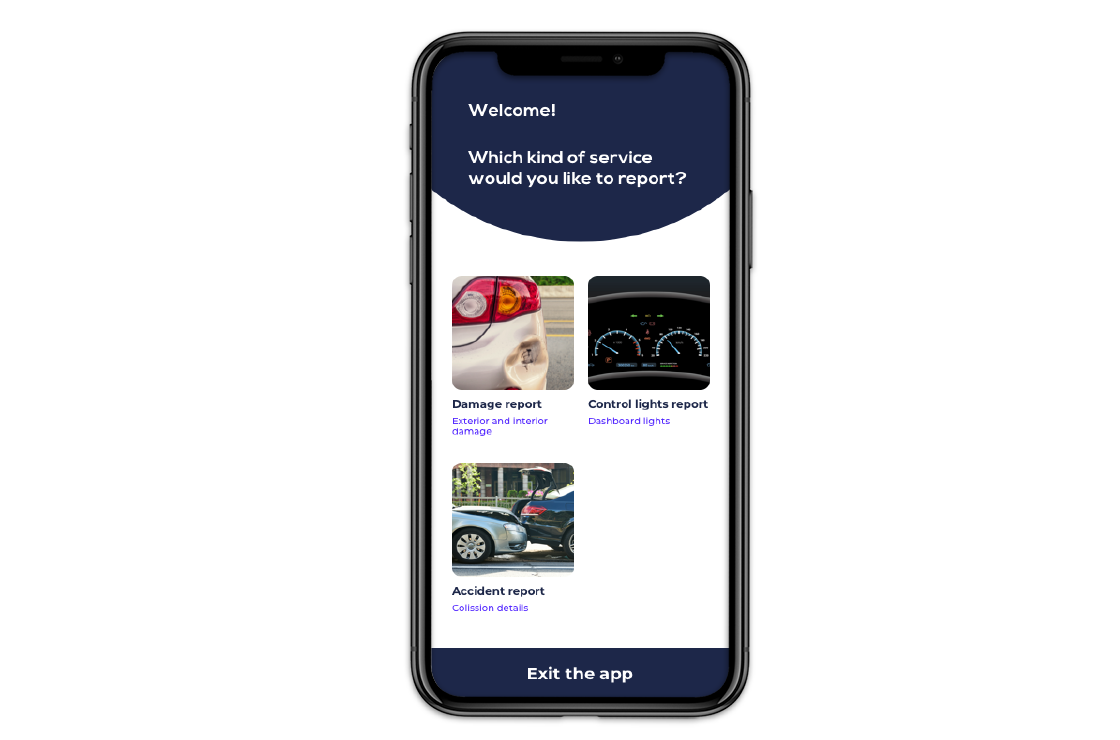 Welcome!
Which kind of service
would you like to report?
Damage report
Exterior and interior
damage
Control lights report
Dashboard lights
Accident report
Colission details
Exit the app